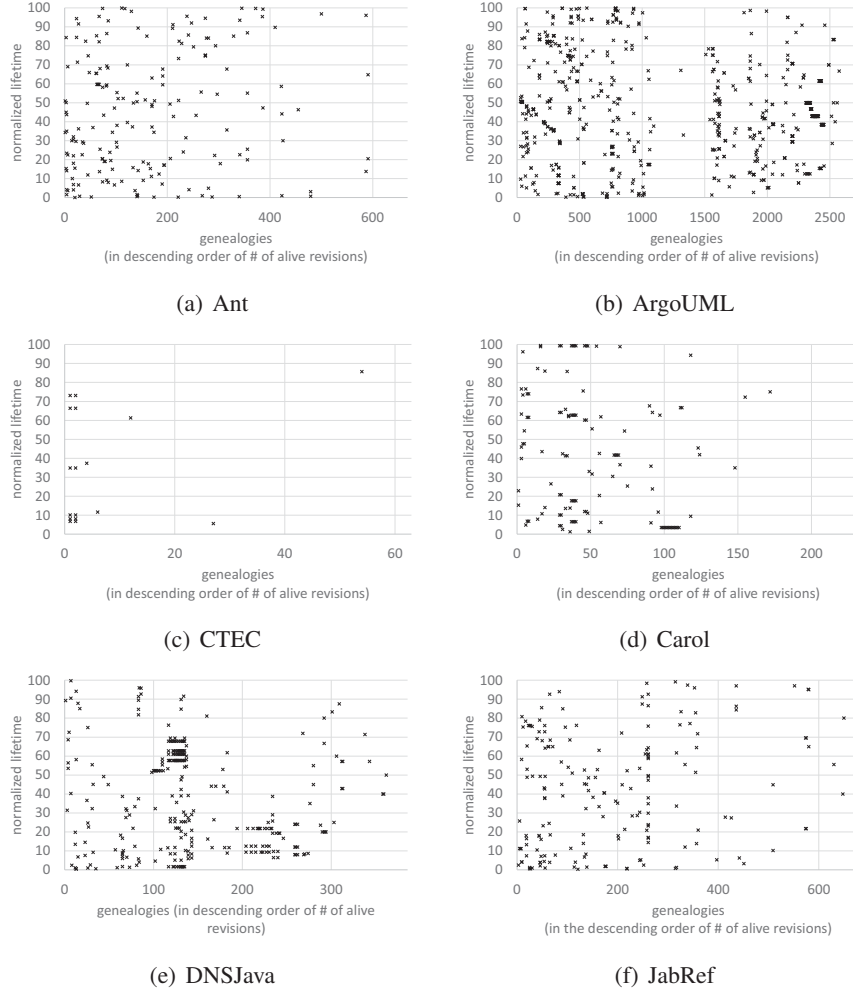 100
90
80
70
60
50
40
30
20
10
0
normalized lifetime
0 200 400 600
genealogies
(in descending order of # of alive revisions)
(a) Ant
100
90
80
70
60
50
40
30
20
10
0
normalized lifetime
0 500 1000 1500 2000 2500
genealogies
(in descending order of # of alive revisions)
(b) ArgoUML
100
90
80
70
60
50
40
30
20
10
0
normalized lifetime
0 20 40 60
genealogies
(in descending order of # of alive revisions)
(c) CTEC
100
90
80
70
60
50
40
30
20
10
0
normalized lifetime
0 50 100 150 200
genealogies
(in descending order of # of alive revisions)
(d) Carol
100
90
80
70
60
50
40
30
20
10
0
normalized lifetime
0 100 200 300
genealogies (in descending order of # of alive
revisions)
(e) DNSJava
100
90
80
70
60
50
40
30
20
10
0
normalized lifetime
0 200 400 600
genealogies
(in the descending order of # of alive revisions)
(f) JabRef